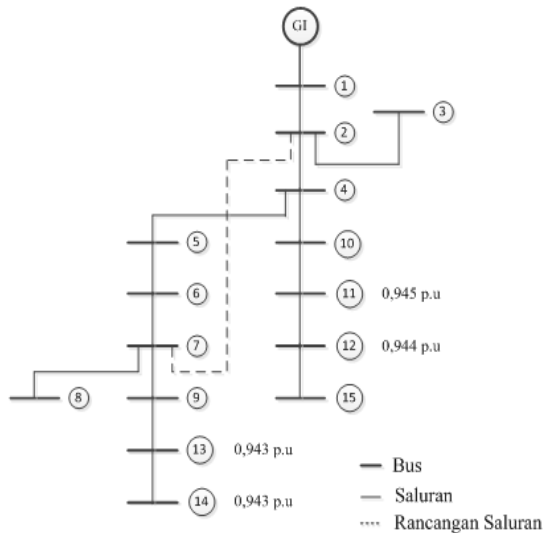 GI
1
3
2
4
5
10
6
11 0,945 p.u
7
12 0,944 p.u
8
9
15
13 0,943 p.u
14 0,943 p.u
Bus
Saluran
Rancangan Saluran